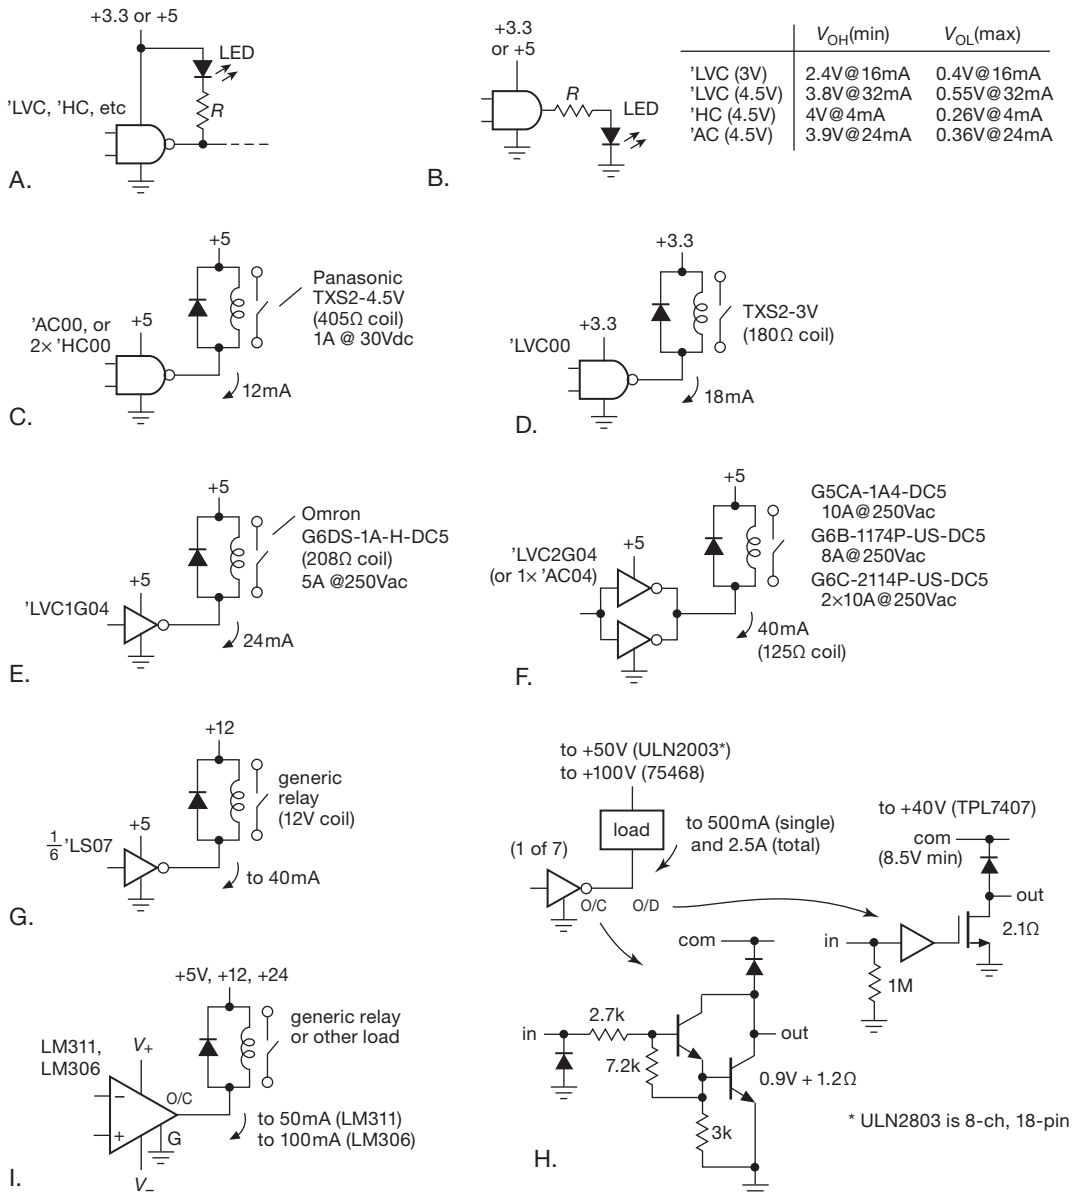 +3.3 or +5
LED
R
'LVC, 'HC, etc
A.
+3.3
or +5
R
LED
B.
VOH(min) VOL(max)
'LVC (3V) 2.4V@16mA 0.4V@16mA
'LVC (4.5V) 3.8V@32mA 0.55V@32mA
'HC (4.5V) 4V@4mA 0.26V@4mA
'AC (4.5V) 3.9V@24mA 0.36V@24mA
+5
Panasonic
TXS2-4.5V
(405Ω coil)
1A @ 30Vdc
'AC00, or
2× 'HC00
+5
12mA
C.
+3.3
TXS2-3V
(180Ω coil)
+3.3
'LVC00
18mA
D.
+5
Omron
G6DS-1A-H-DC5
(208Ω coil)
5A @250Vac
+5
'LVC1G04
24mA
E.
+5
G5CA-1A4-DC5
10A@250Vac
G6B-1174P-US-DC5
8A@250Vac
G6C-2114P-US-DC5
2×10A@250Vac
'LVC2G04
(or 1× 'AC04)
+5
40mA
(125Ω coil)
F.
+12
generic
relay
(12V coil)
+5
1/6 'LS07
to 40mA
G.
to +50V (ULN2003*)
to +100V (75468)
load
to 500mA (single)
and 2.5A (total)
(1 of 7)
O/C
O/D
to +40V (TPL7407)
com
(8.5V min)
out
in
2.1Ω
1M
com
in
2.7k
out
7.2k
0.9V + 1.2Ω
3k
* ULN2803 is 8-ch, 18-pin
H.
+5V, +12, +24
generic relay
or other load
LM311,
LM306
V+
O/C
−
+
G
to 50mA (LM311)
to 100mA (LM306)
V−
I.